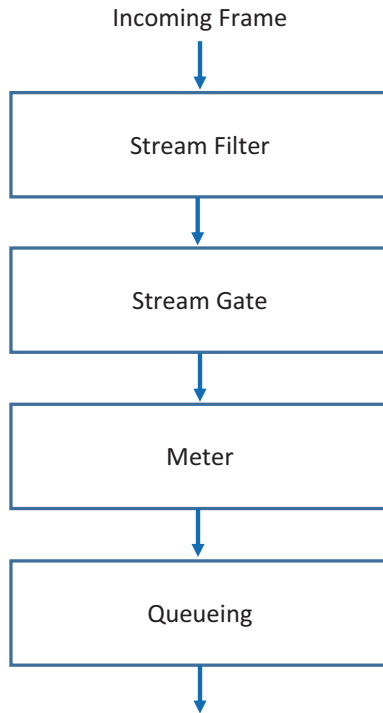 Incoming Frame
Stream Filter
Stream Gate
Meter
Queueing